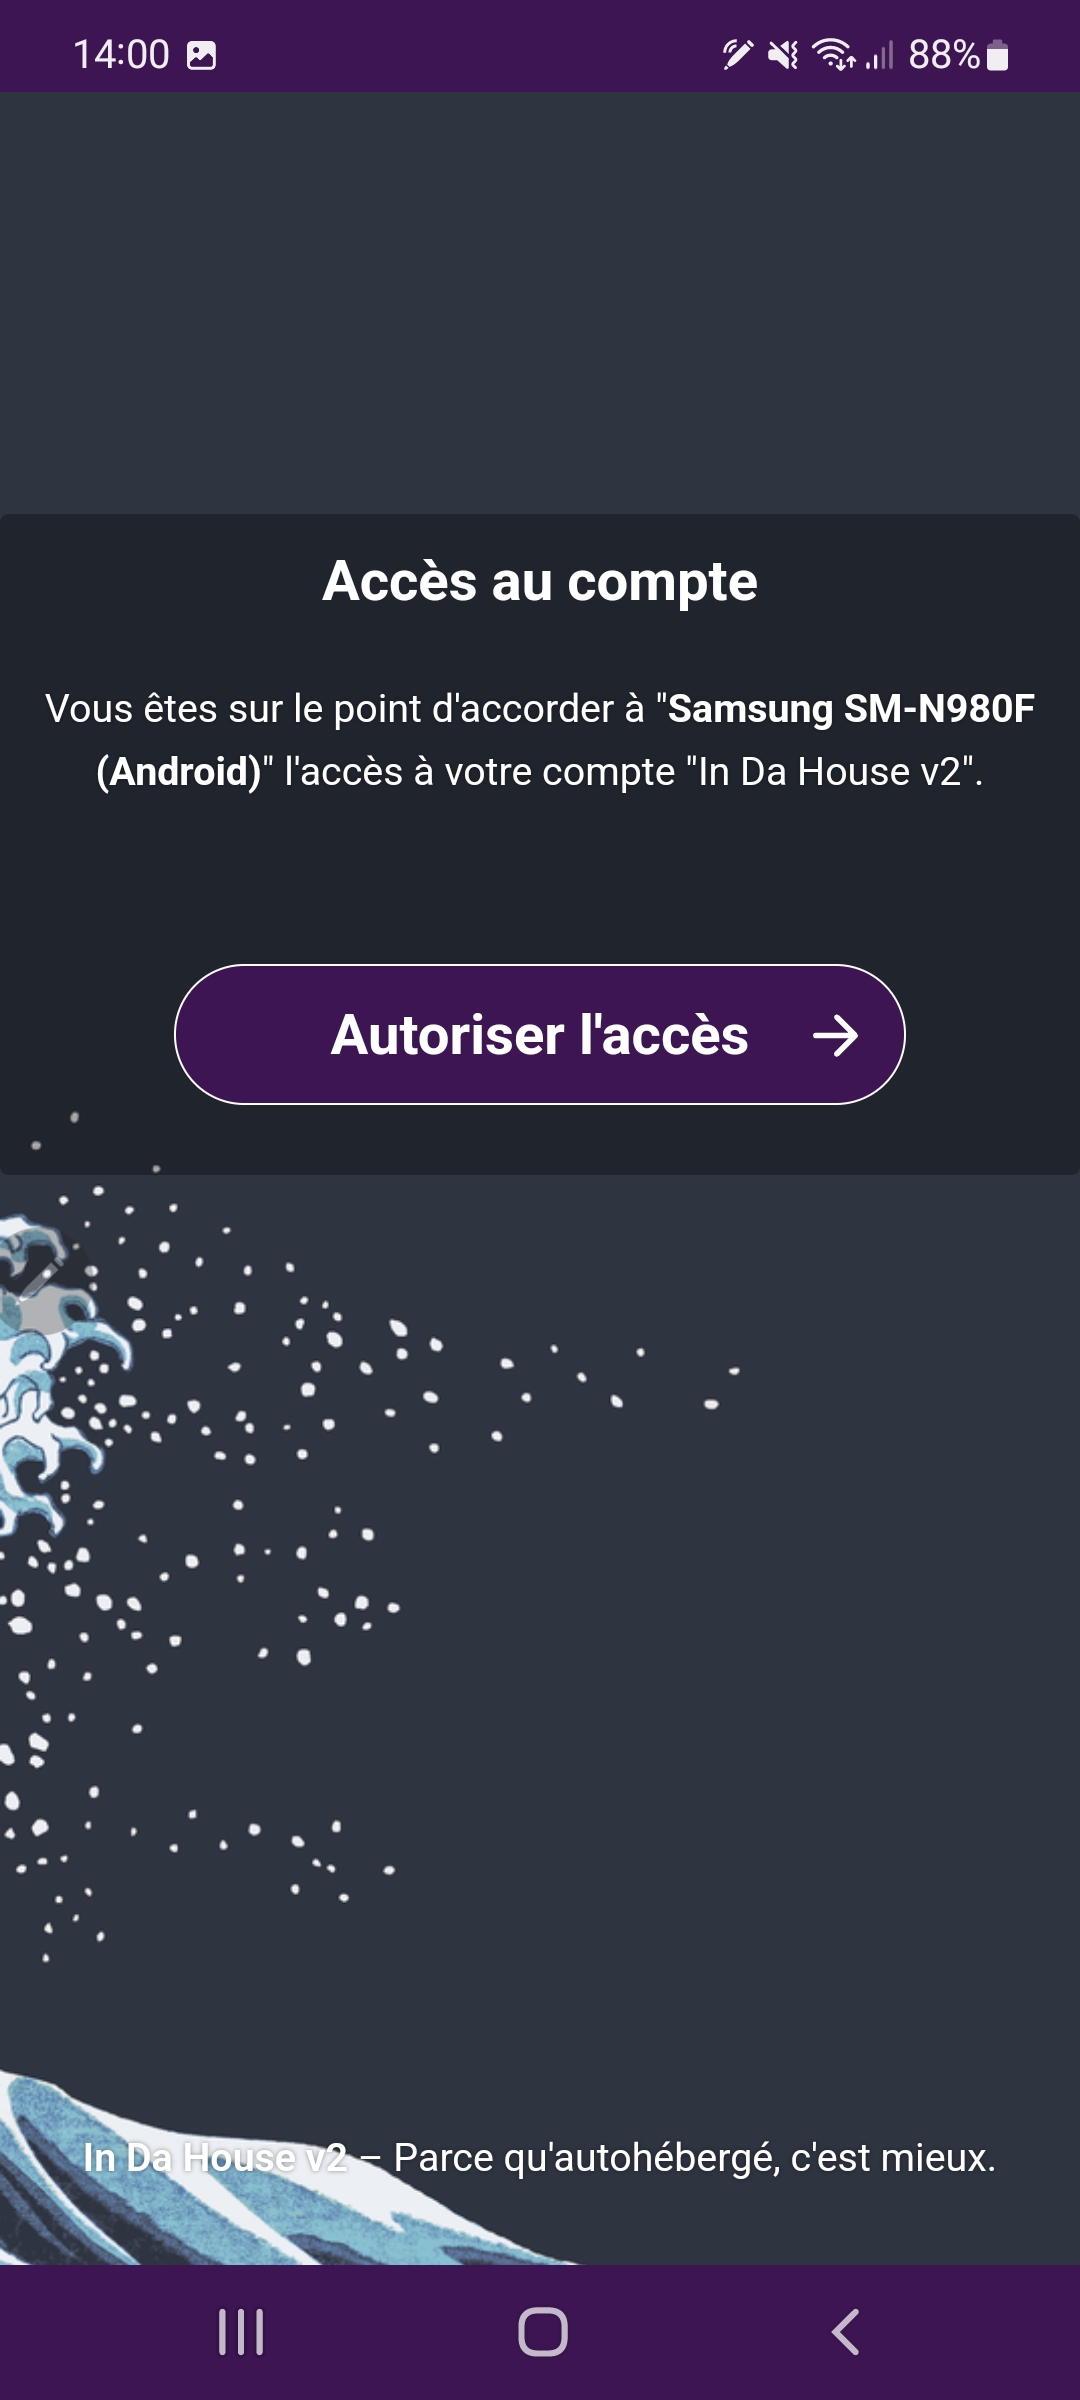 14:00 88%
Accès au compte
Vous êtes sur le point d'accorder à "Samsung SM-N980F
(Android)" l'accès à votre compte "In Da House v2".
Autoriser l'accès
In Da House v2 – Parce qu'autohébergé, c'est mieux.